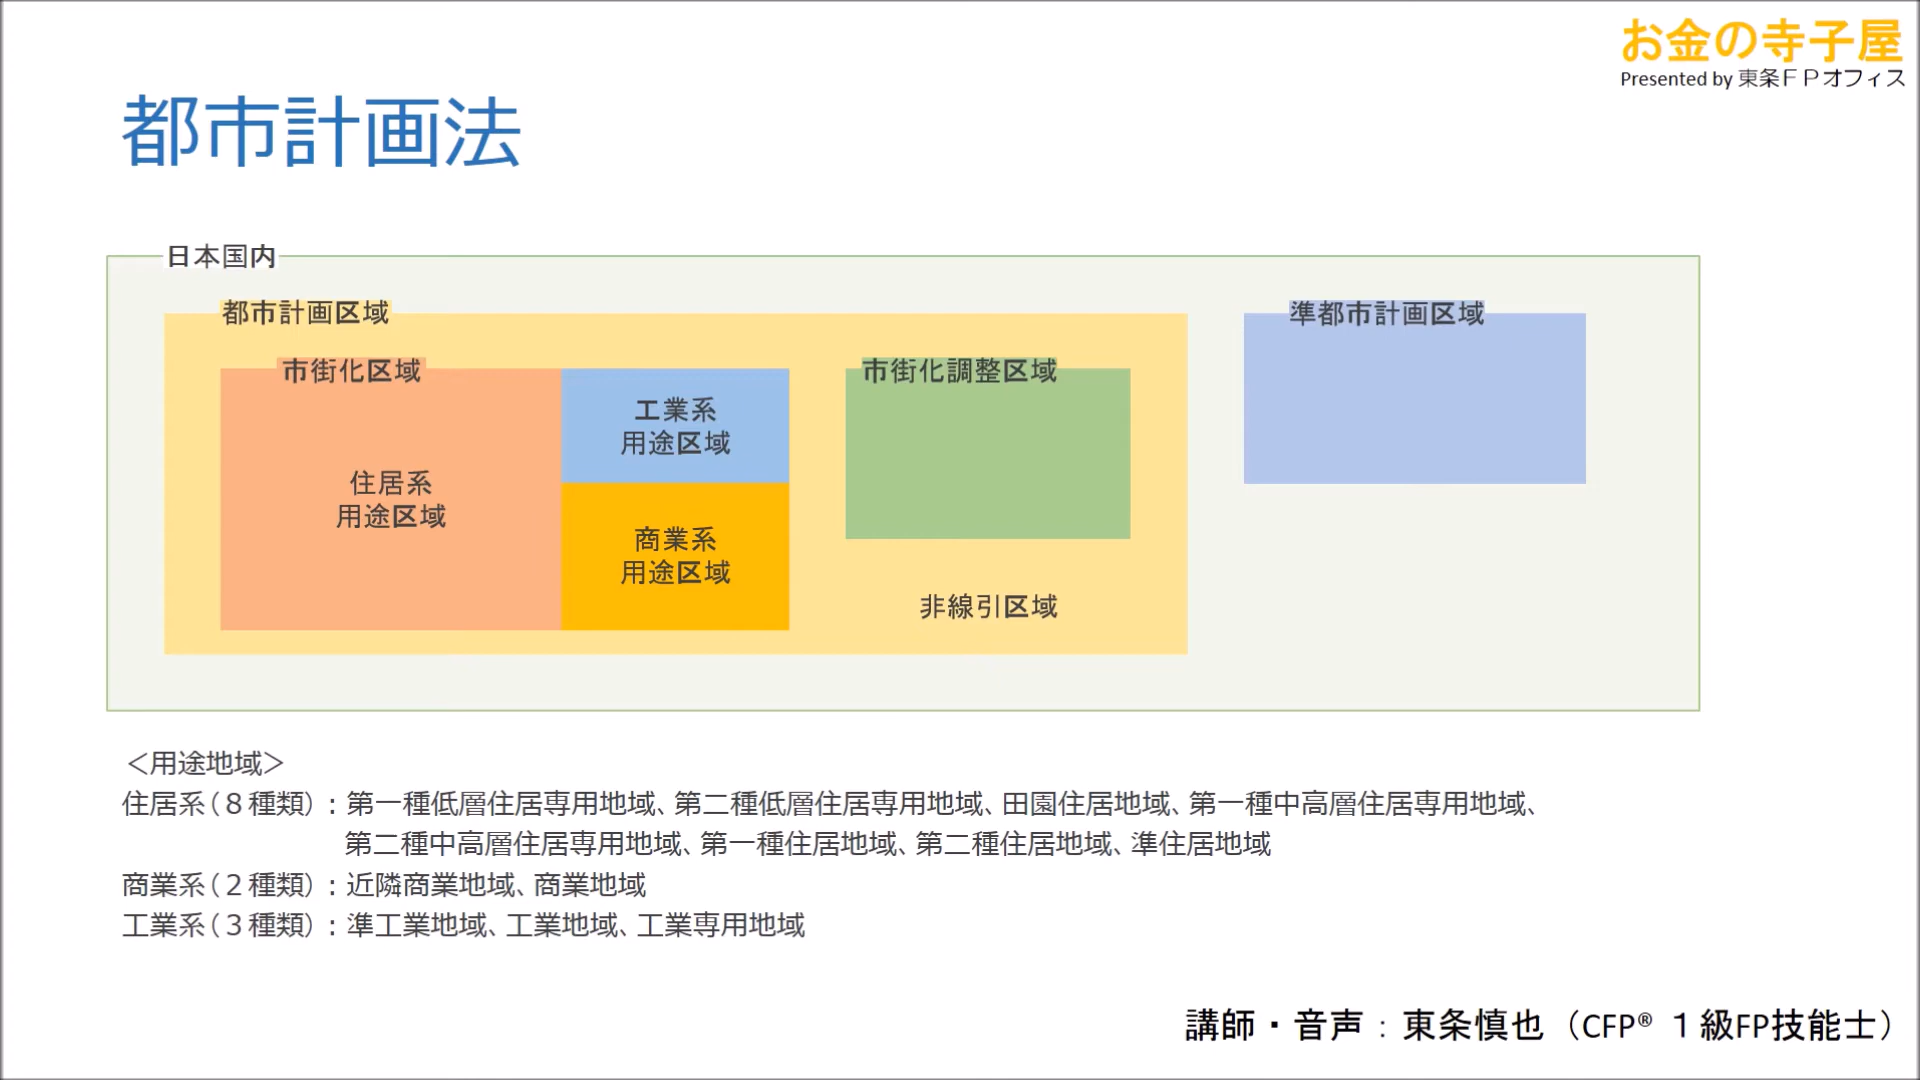 お金の寺子屋
Presented by 東条ＦＰオフィス
都市計画法
日本国内
都市計画区域
準都市計画区域
市街化区域
市街化調整区域
工業系
用途区域
住居系
用途区域
商業系
用途区域
非線引区域
＜用途地域＞
住居系（８種類）：第一種低層住居専用地域、第二種低層住居専用地域、田園住居地域、第一種中高層住居専用地域、
第二種中高層住居専用地域、第一種住居地域、第二種住居地域、準住居地域
商業系（２種類）：近隣商業地域、商業地域
工業系（３種類）：準工業地域、工業地域、工業専用地域
講師・音声：東条慎也（CFP® １級FP技能士）